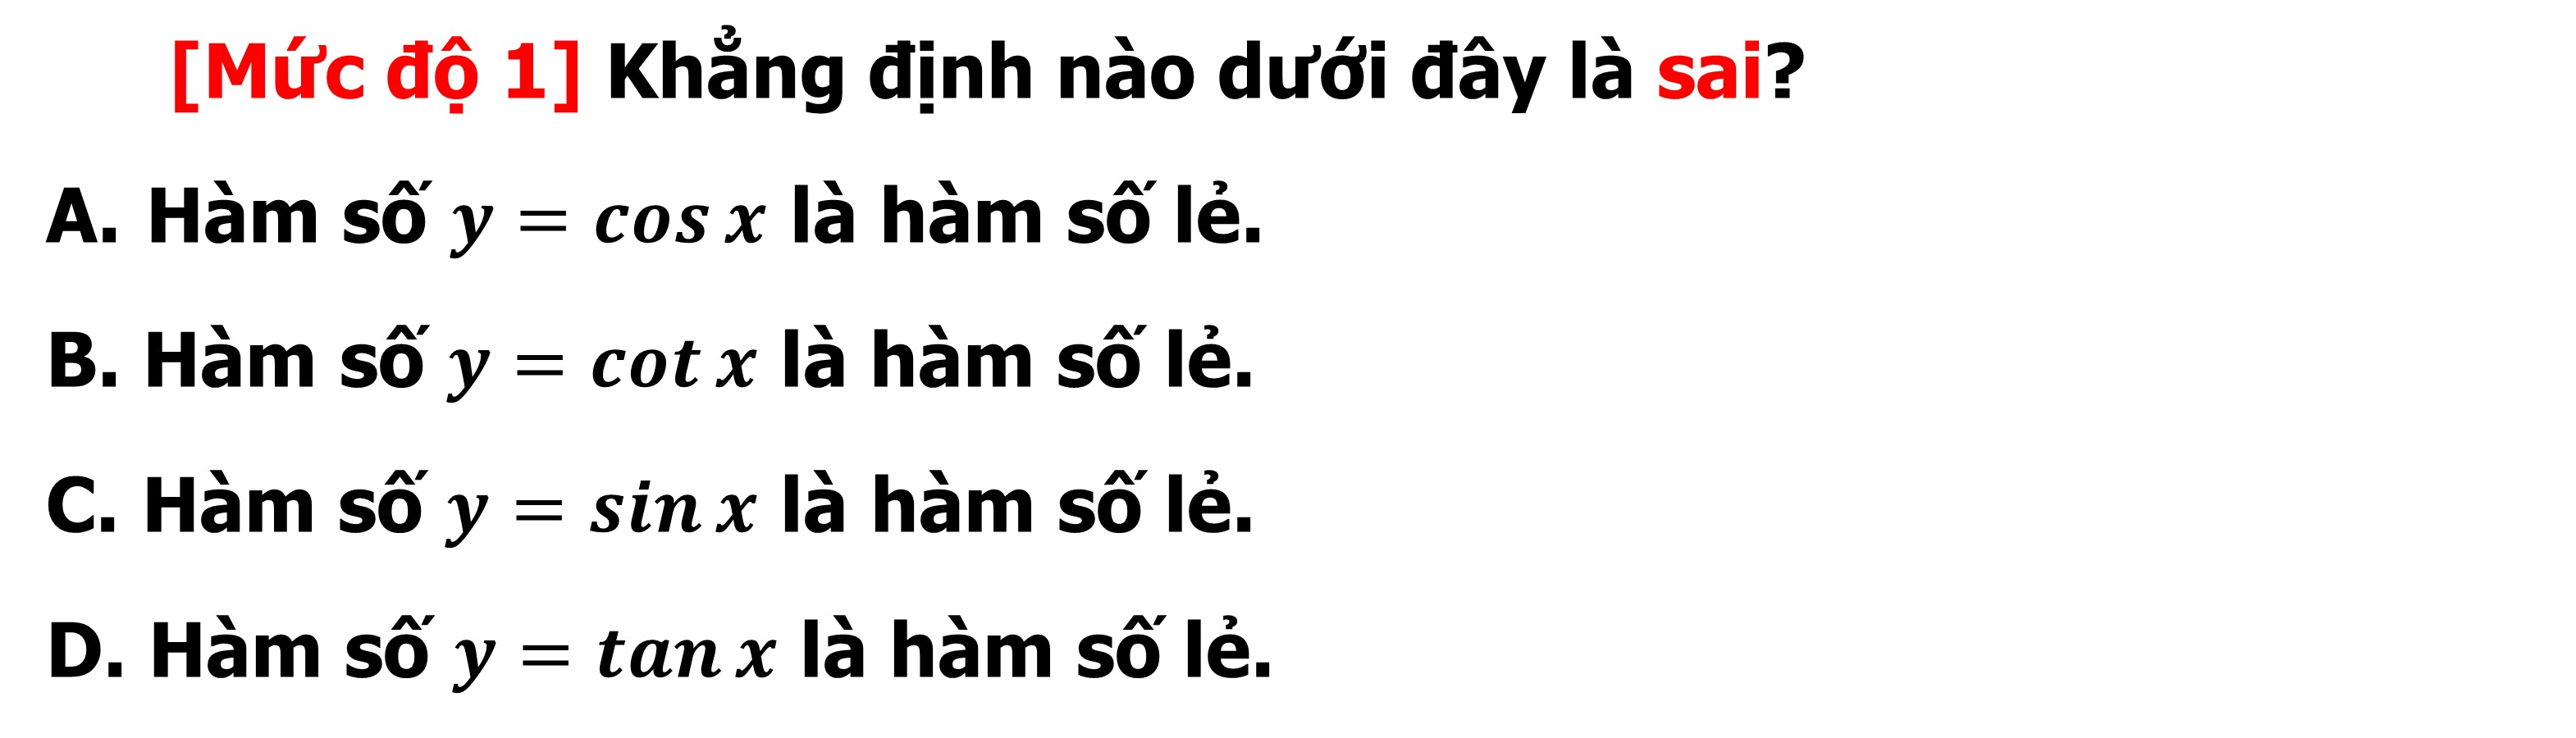 [Mức độ 1] Khẳng định nào dưới đây là sai?
A. Hàm số y = cos x là hàm số lẻ.
B. Hàm số y = cot x là hàm số lẻ.
C. Hàm số y = sin x là hàm số lẻ.
D. Hàm số y = tan x là hàm số lẻ.